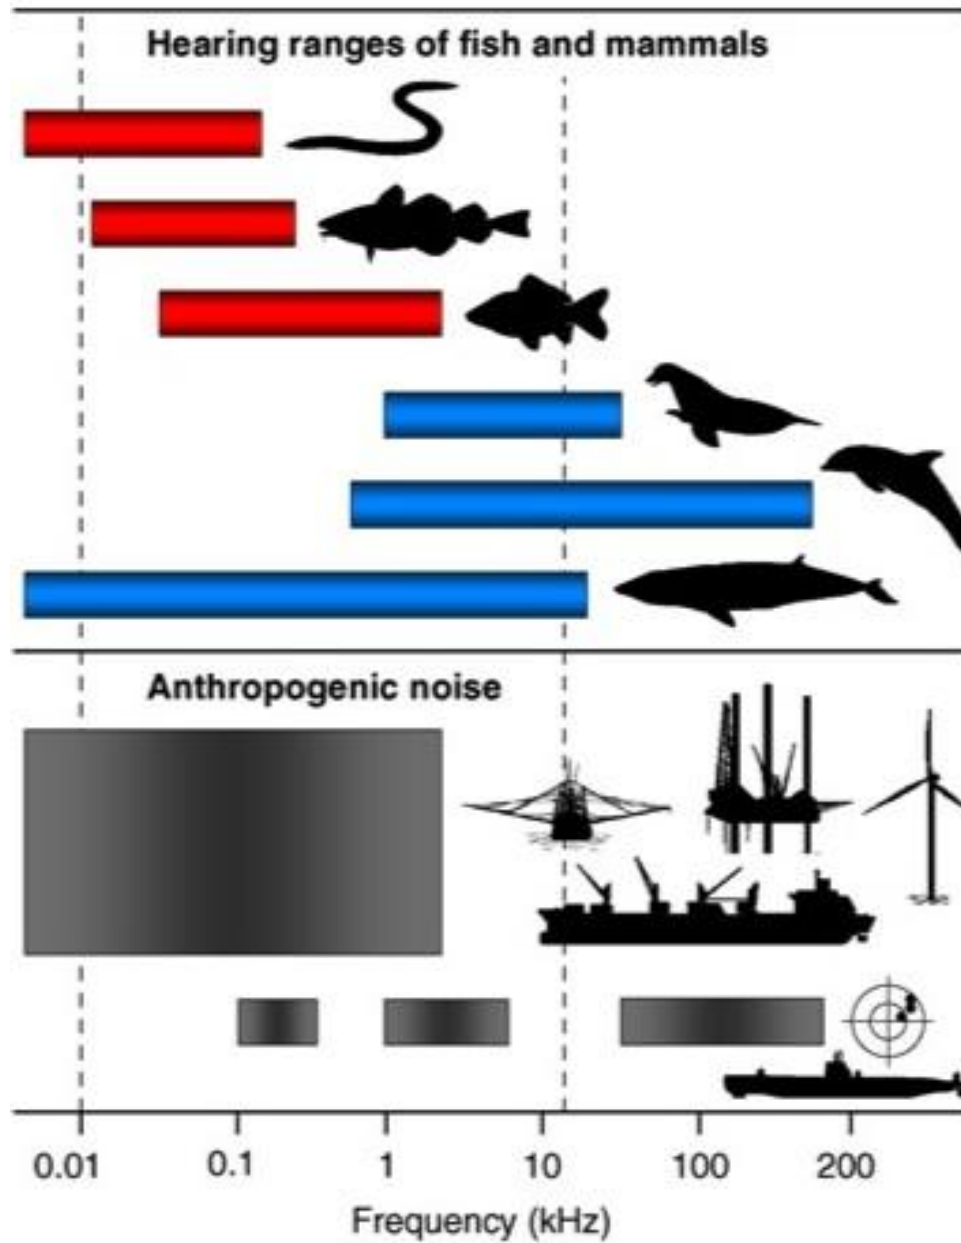 Hearing ranges of fish and mammals
Anthropogenic noise
0.01 0.1 1 10 100 200
Frequency (kHz)